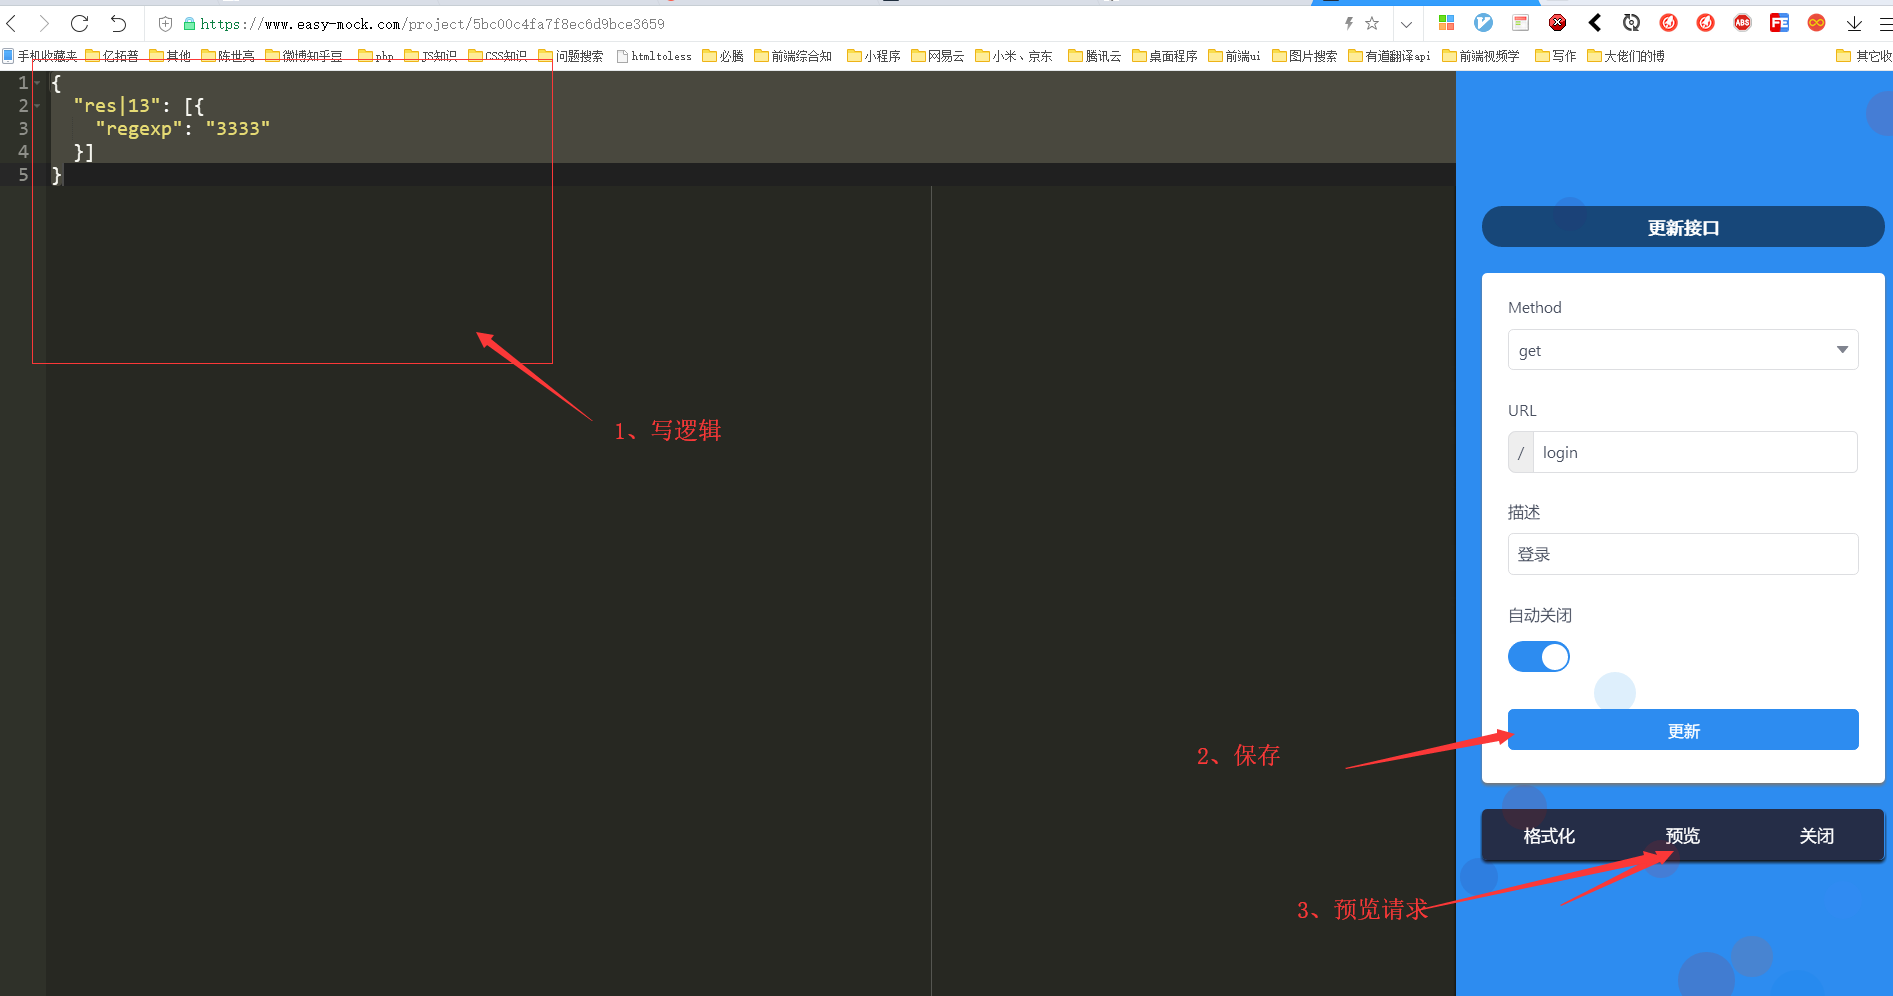 https://www.easy-mock.com/project/5bc00c4fa7f8ec6d9bce3659
手机收藏夹 亿拓普 其他 陈世亮 微博知乎豆 php JS知识 CSS知识 问题搜索 htmltoless 必腾 前端综合知 小程序 网易云 小米、京东 腾讯云 桌面程序 前端ui 图片搜索 有道翻译api 前端视频学 写作 大佬们的博 其它收
1 {
2 "res|13": [{
3 "regexp": "3333"
4 }]
5 }
1、写逻辑
更新接口
Method
get
URL
/ login
描述
登录
自动关闭
更新
2、保存
格式化 预览 关闭
3、预览请求
ABS
FE